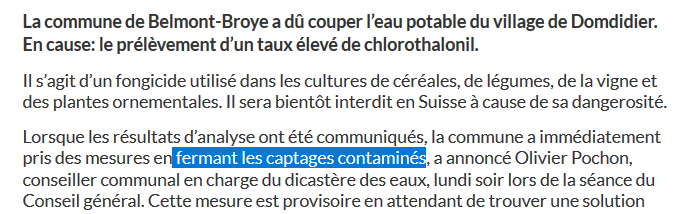 La commune de Belmont-Broye a dû couper l’eau potable du village de Domdidier.
En cause: le prélèvement d’un taux élevé de chlorothalonil.
Il s’agit d’un fongicide utilisé dans les cultures de céréales, de légumes, de la vigne et
des plantes ornementales. Il sera bientôt interdit en Suisse à cause de sa dangerosité.
Lorsque les résultats d’analyse ont été communiqués, la commune a immédiatement
pris des mesures en fermant les captages contaminés, a annoncé Olivier Pochon,
conseiller communal en charge du dicastère des eaux, lundi soir lors de la séance du
Conseil général. Cette mesure est provisoire en attendant de trouver une solution